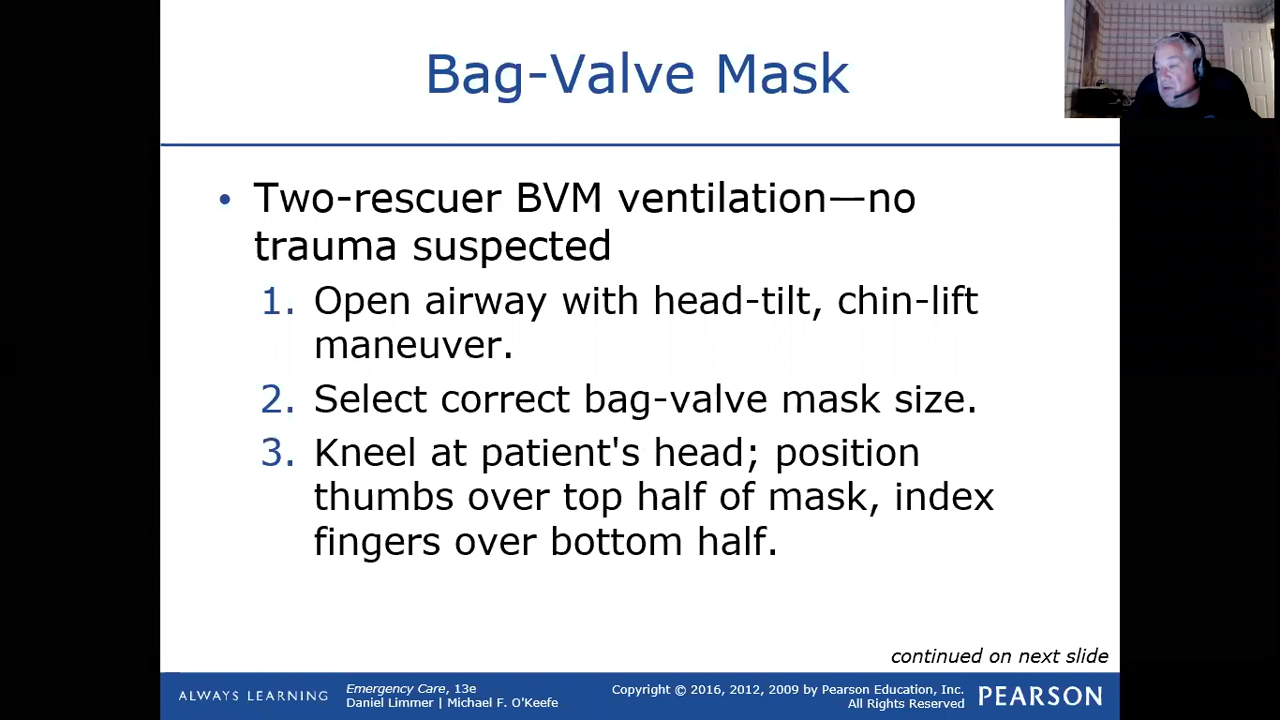 Bag-Valve Mask
• Two-rescuer BVM ventilation—no
trauma suspected
1. Open airway with head-tilt, chin-lift
maneuver.
2. Select correct bag-valve mask size.
3. Kneel at patient's head; position
thumbs over top half of mask, index
fingers over bottom half.
continued on next slide
ALWAYS LEARNING
Emergency Care, 13e
Daniel Limmer | Michael F. O'Keefe
Copyright © 2016, 2012, 2009 by Pearson Education, Inc.
All Rights Reserved
PEARSON